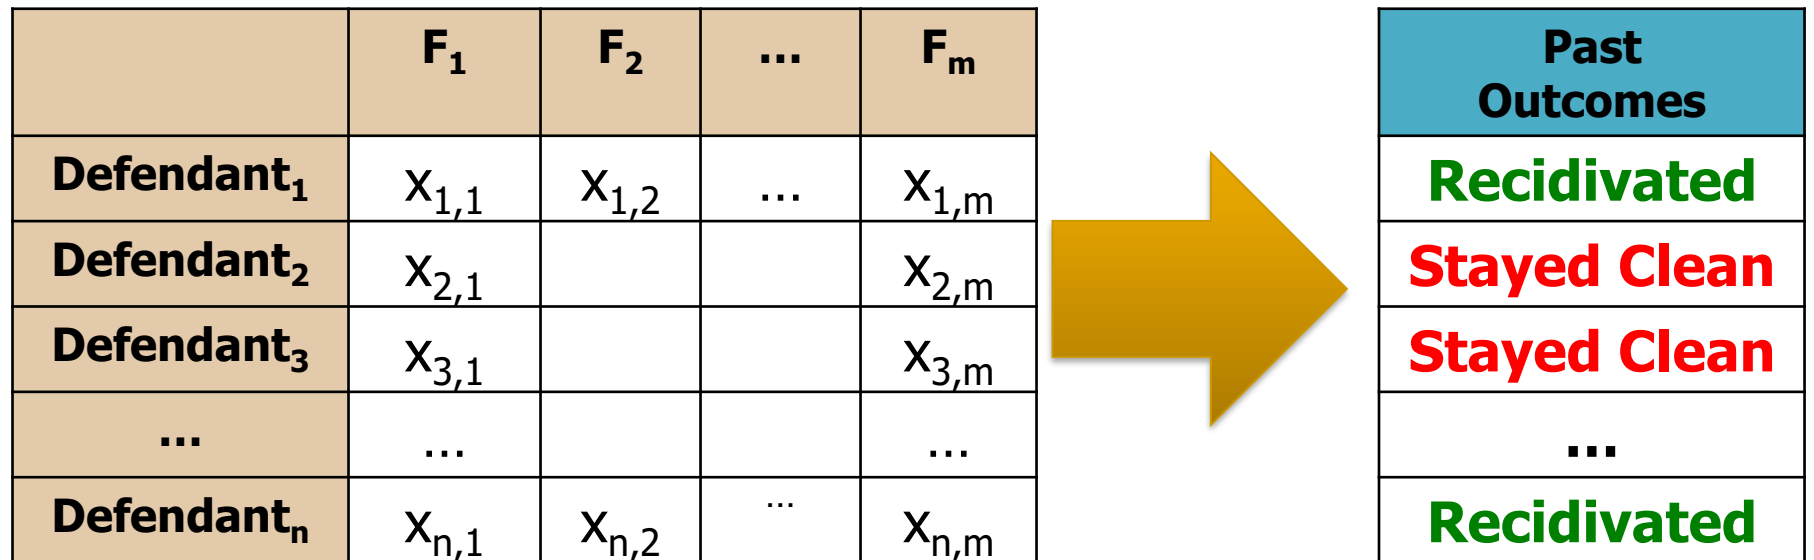 F₁ F₂ ... Fₘ Past
Outcomes
Defendant₁ x₁,₁ x₁,₂ ... x₁,ₘ Recidivated
Defendant₂ x₂,₁ x₂,ₘ Stayed Clean
Defendant₃ x₃,₁ x₃,ₘ Stayed Clean
... ... ... ...
Defendantₙ xₙ,₁ xₙ,₂ ... xₙ,ₘ Recidivated